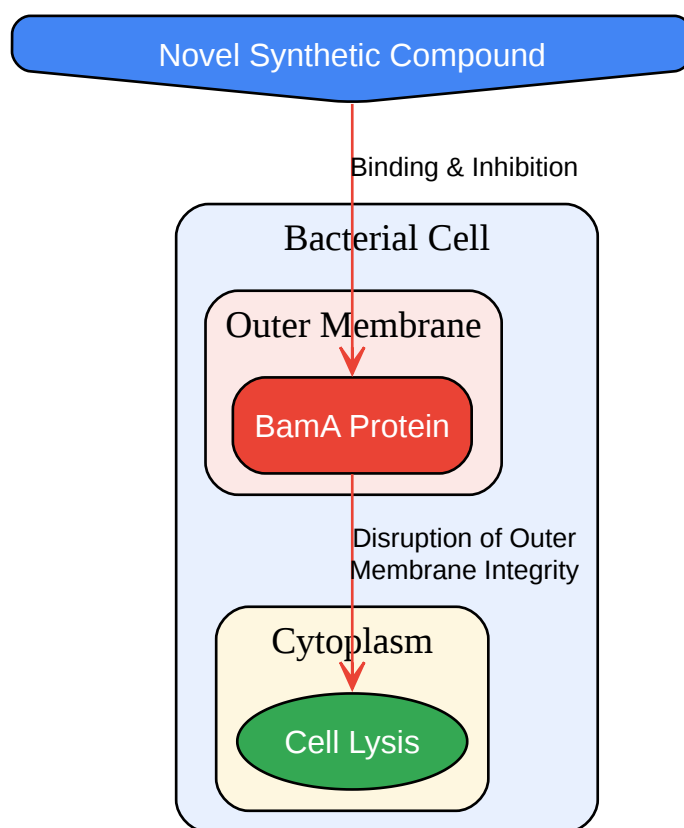 Novel Synthetic Compound
Binding & Inhibition
Bacterial Cell
Outer Membrane
BamA Protein
Disruption of Outer
Membrane Integrity
Cytoplasm
Cell Lysis